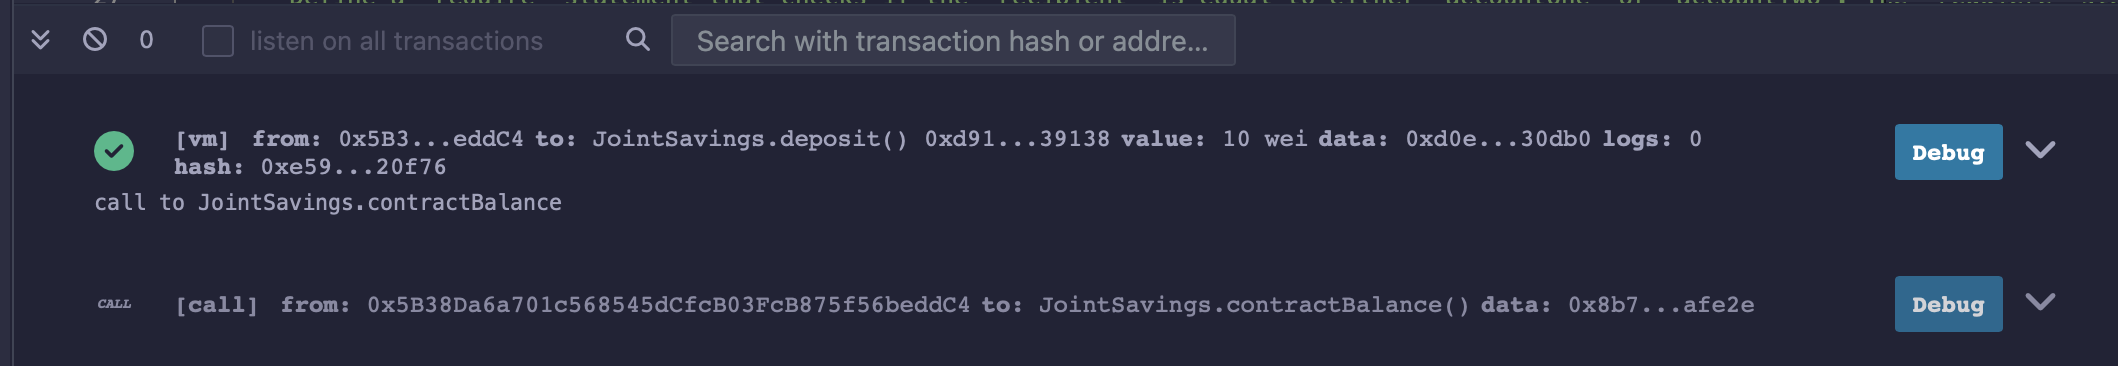 0 listen on all transactions Search with transaction hash or addre...
[vm] from: 0x5B3...eddC4 to: JointSavings.deposit() 0xd91...39138 value: 10 wei data: 0xd0e...30db0 logs: 0
hash: 0xe59...20f76
Debug
call to JointSavings.contractBalance
CALL [call] from: 0x5B38Da6a701c568545dCfcB03FcB875f56beddC4 to: JointSavings.contractBalance() data: 0x8b7...afe2e
Debug